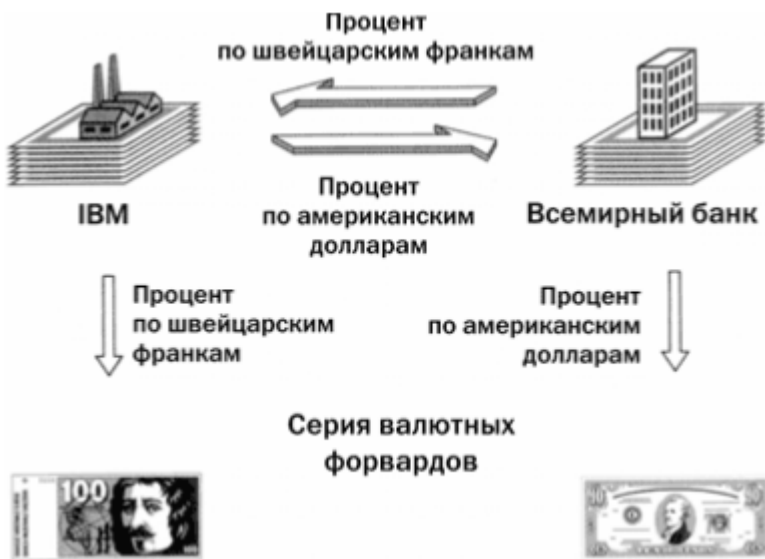 Процент
по швейцарским франкам
IBM
Процент
по американским
долларам
Всемирный банк
Процент
по швейцарским
франкам
Процент
по американским
долларам
Серия валютных
форвардов
100